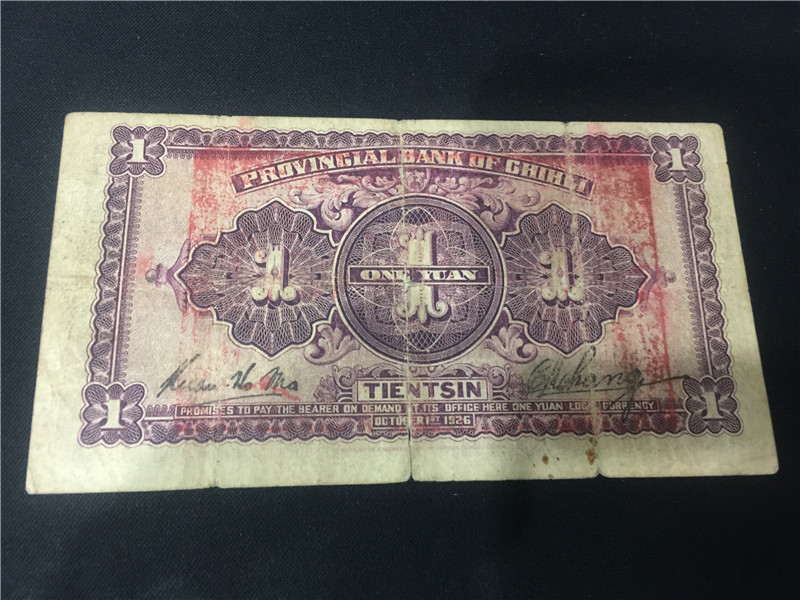 1 1
PROVINCIAL BANK OF CHIHLI
1 1 1
ONE YUAN
TIENTSIN
1 1
PROMISES TO PAY THE BEARER ON DEMAND AT ITS OFFICE HERE ONE YUAN LOCAL CURRENCY
OCTOBER 1ST 1926